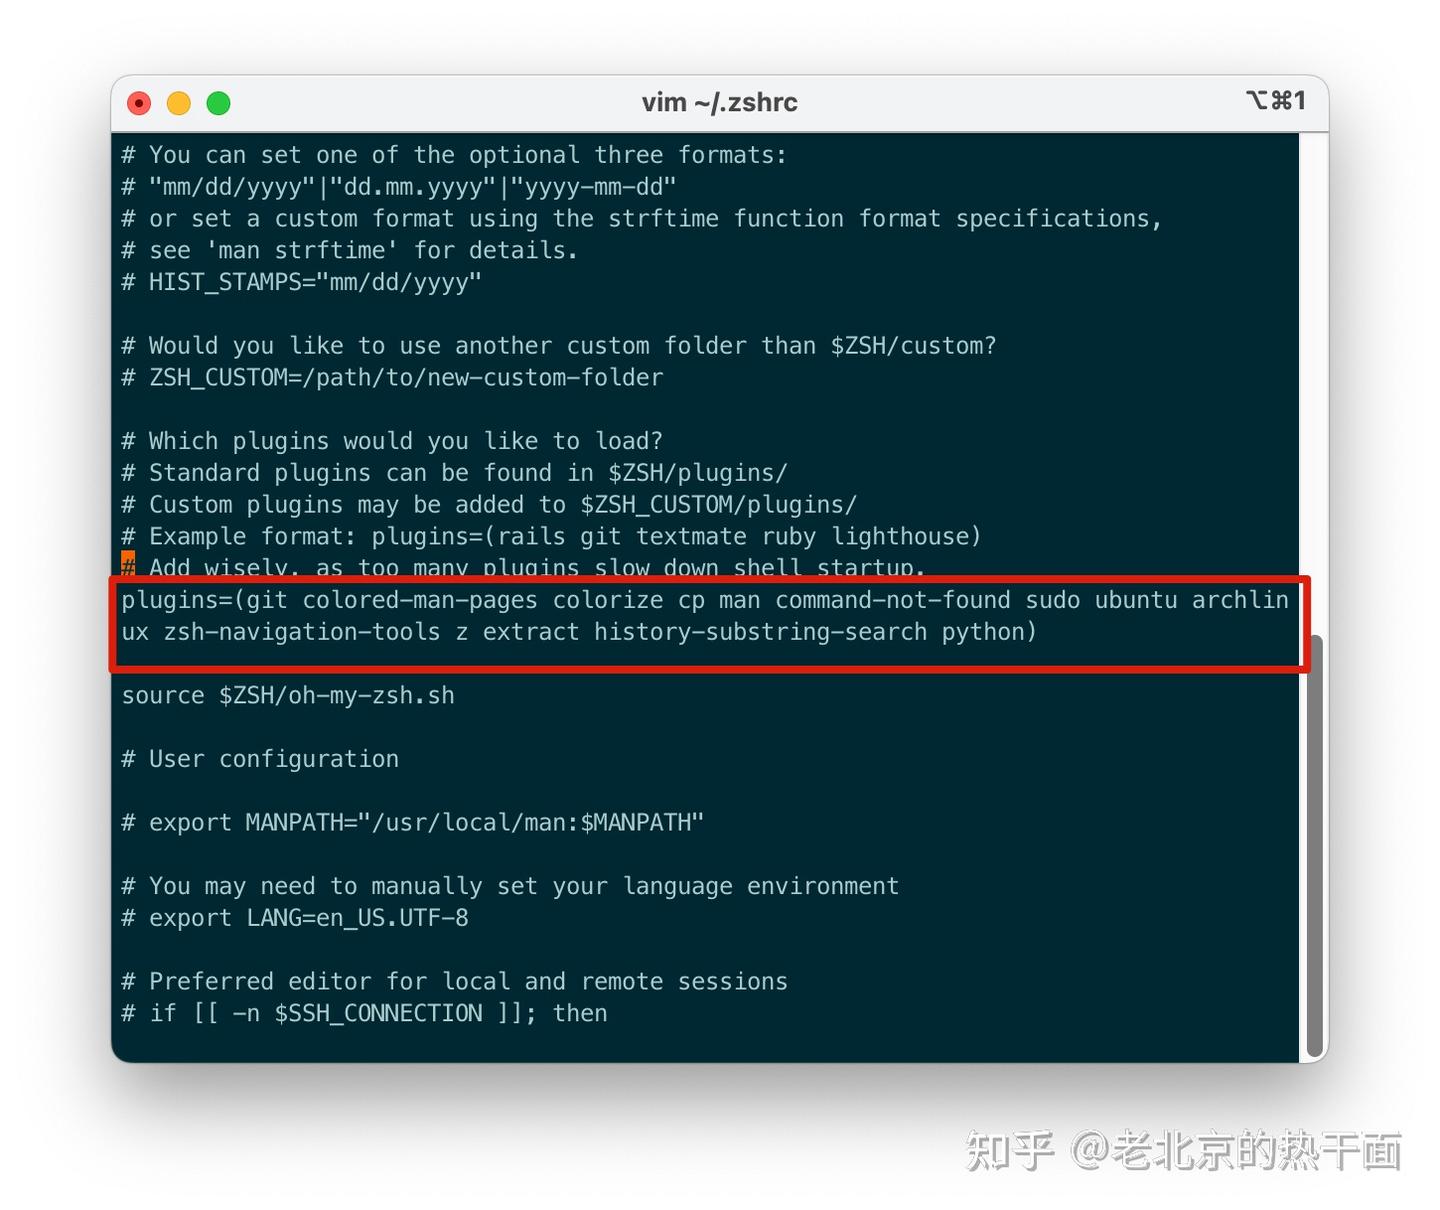 vim ~/.zshrc
⌥⌘1
# You can set one of the optional three formats:
# "mm/dd/yyyy"|"dd.mm.yyyy"|"yyyy-mm-dd"
# or set a custom format using the strftime function format specifications,
# see 'man strftime' for details.
# HIST_STAMPS="mm/dd/yyyy"
# Would you like to use another custom folder than $ZSH/custom?
# ZSH_CUSTOM=/path/to/new-custom-folder
# Which plugins would you like to load?
# Standard plugins can be found in $ZSH/plugins/
# Custom plugins may be added to $ZSH_CUSTOM/plugins/
# Example format: plugins=(rails git textmate ruby lighthouse)
# Add wisely, as too many plugins slow down shell startup.
plugins=(git colored-man-pages colorize cp man command-not-found sudo ubuntu archlin
ux zsh-navigation-tools z extract history-substring-search python)
source $ZSH/oh-my-zsh.sh
# User configuration
# export MANPATH="/usr/local/man:$MANPATH"
# You may need to manually set your language environment
# export LANG=en_US.UTF-8
# Preferred editor for local and remote sessions
# if [[ -n $SSH_CONNECTION ]]; then
知乎 @老北京的热干面